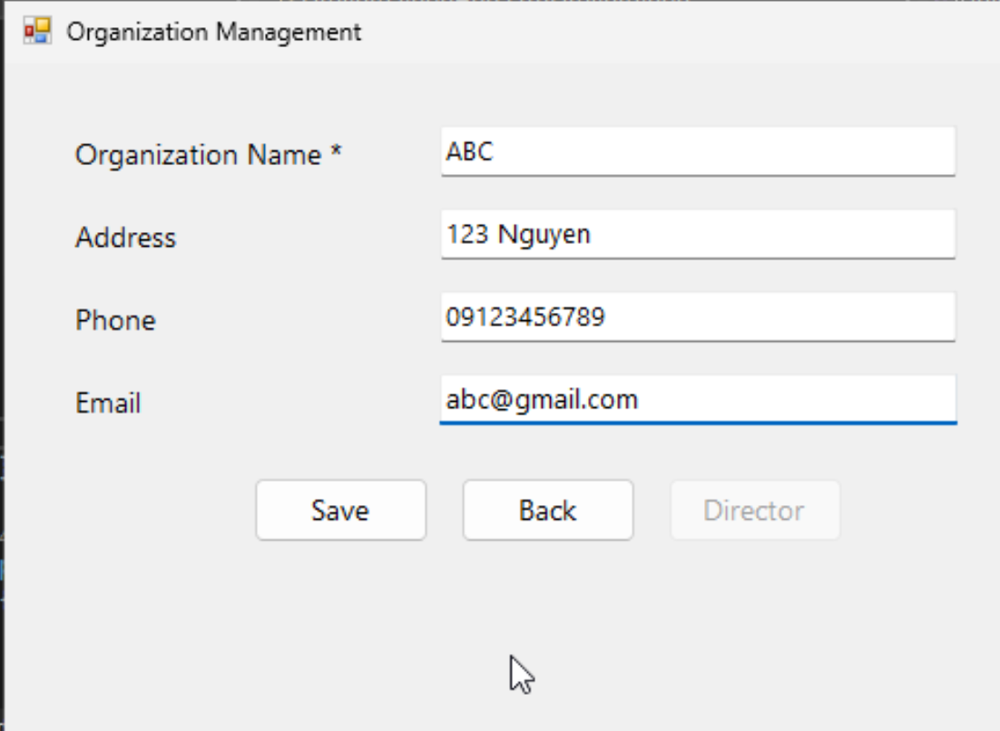 Organization Management
Organization Name * ABC
Address 123 Nguyen
Phone 09123456789
Email abc@gmail.com
Save Back Director